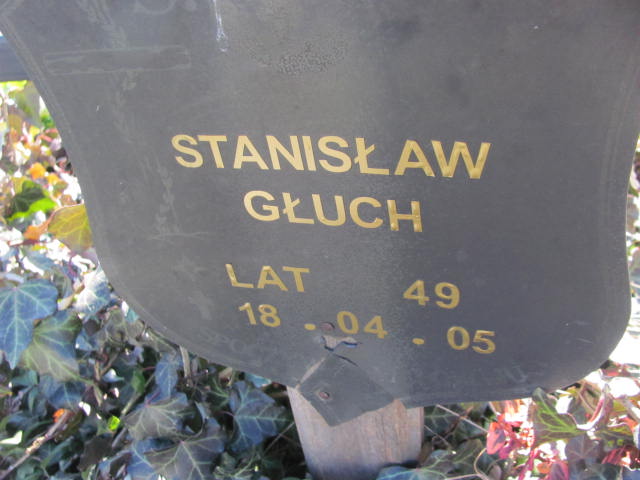 STANISŁAW
GŁUCH
LAT 49
18 - 04 - 05